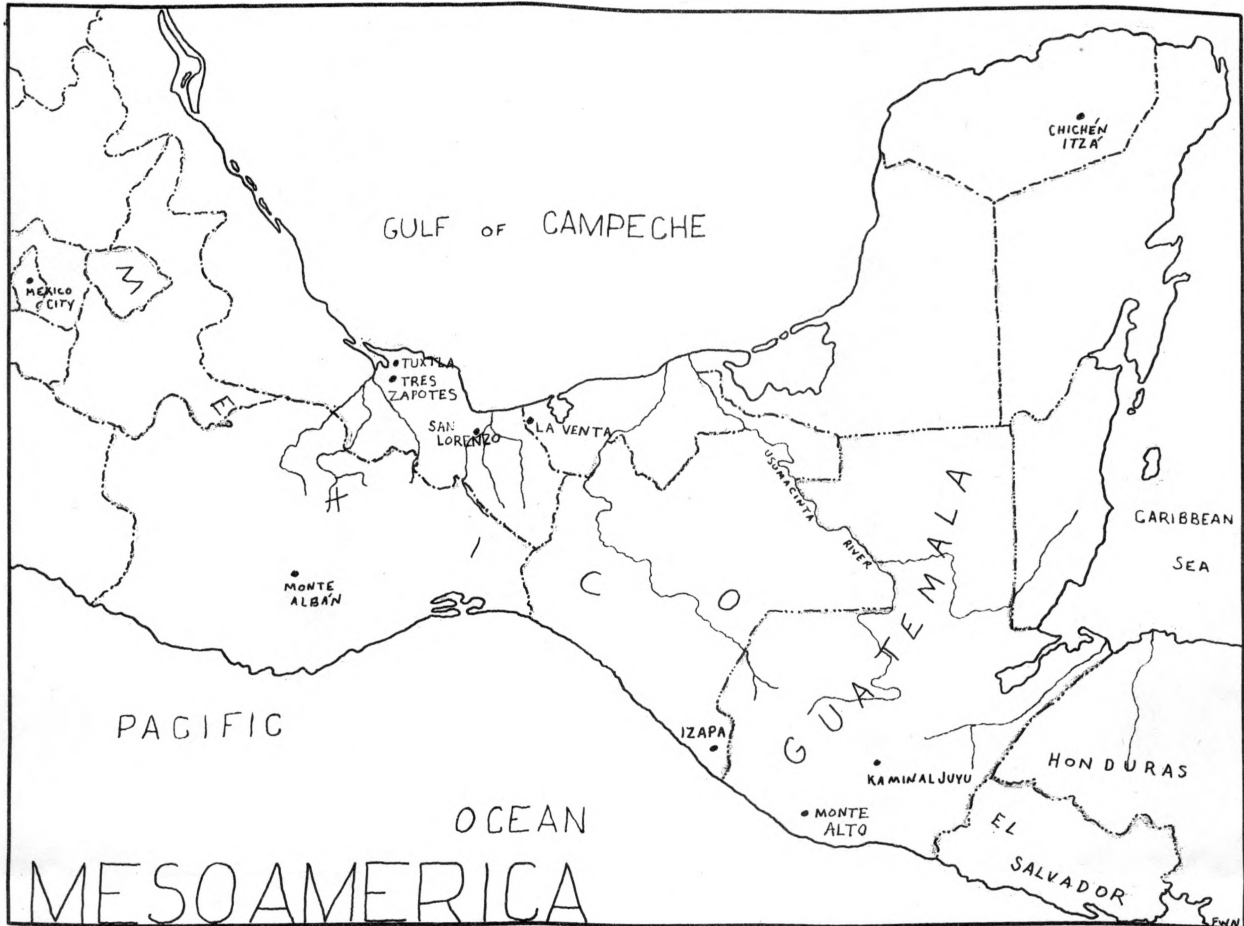 CHICHÉN
ITZÁ
GULF OF CAMPECHE
MEXICO
CITY
TUXTLA
TRES
ZAPOTES
SAN
LORENZO
LA VENTA
USUMACINTA
RIVER
CARIBBEAN
SEA
MEXICO
MONTE
ALBÁN
GUATEMALA
PACIFIC
OCEAN
IZAPA
KAMINALJUYU
MONTE
ALTO
HONDURAS
EL
SALVADOR
MESOAMERICA
FWN